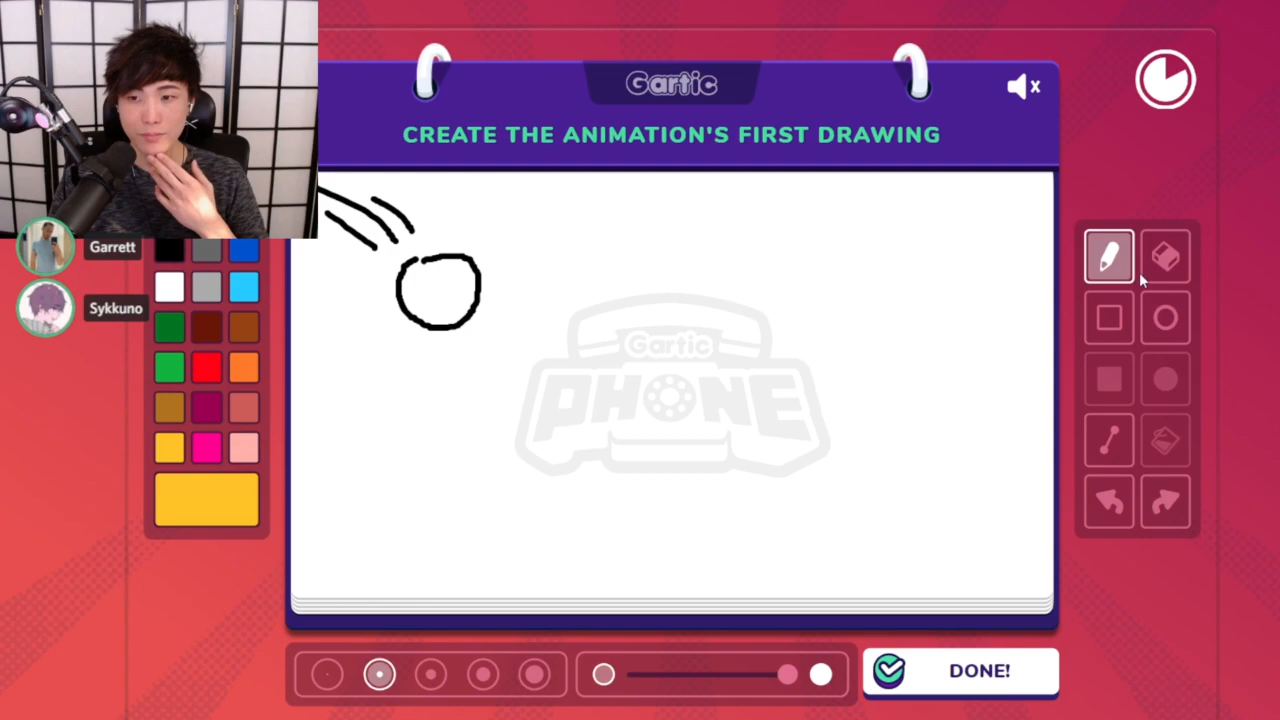 Gartic
CREATE THE ANIMATION'S FIRST DRAWING
Garrett
Sykkuno
Gartic
PHONE
DONE!